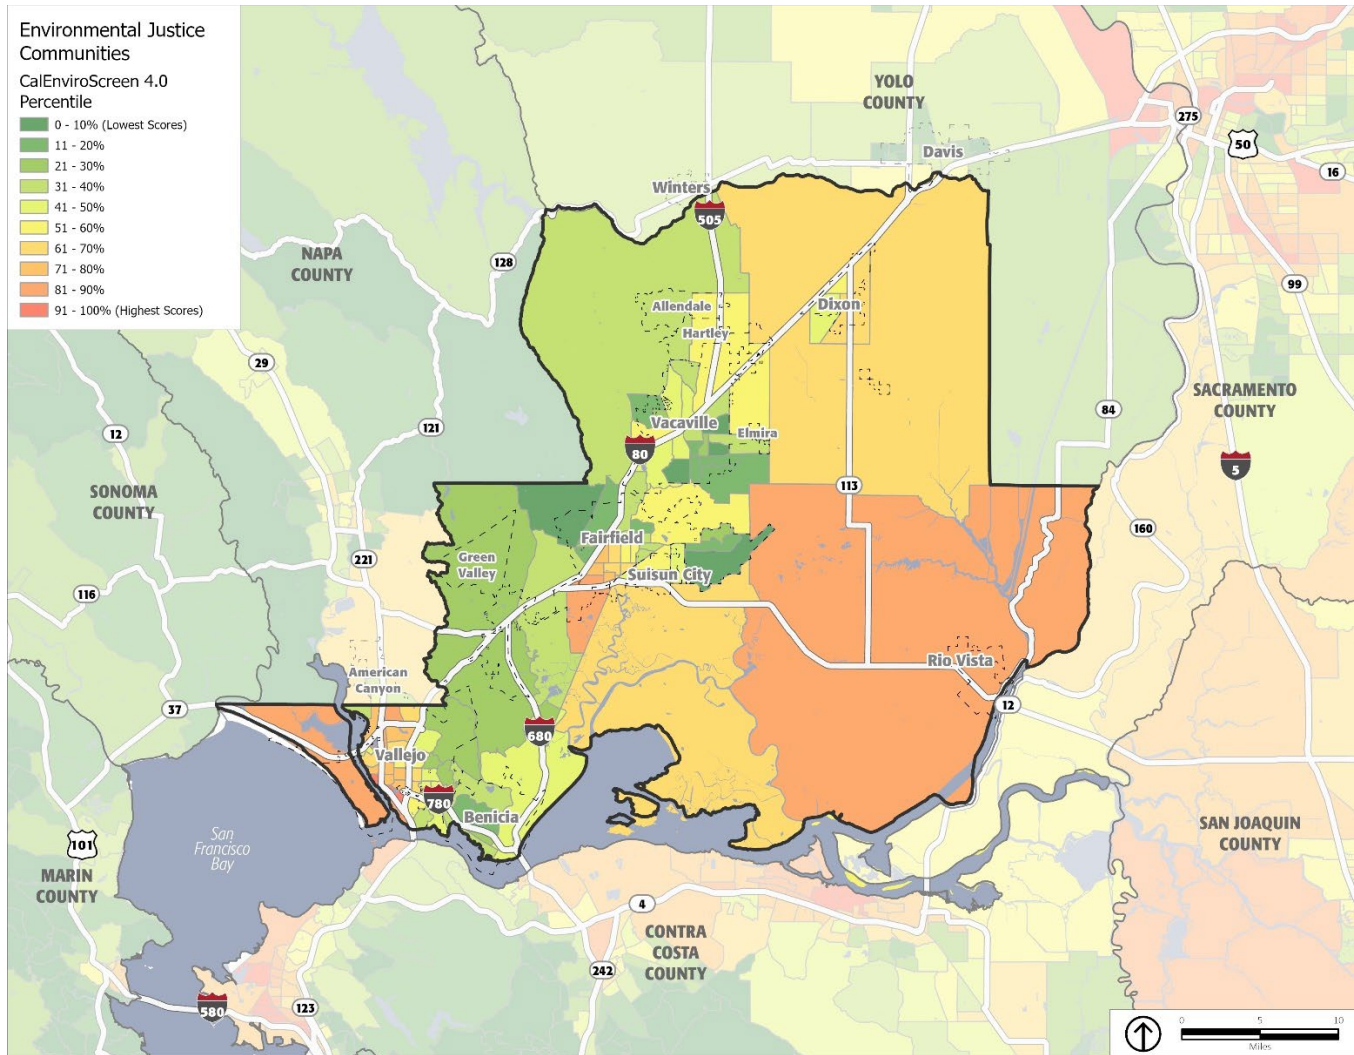 Environmental Justice
Communities
CalEnviroScreen 4.0
Percentile
0 - 10% (Lowest Scores)
11 - 20%
21 - 30%
31 - 40%
41 - 50%
51 - 60%
61 - 70%
71 - 80%
81 - 90%
91 - 100% (Highest Scores)
YOLO
COUNTY
275
50
16
Davis
Winters
505
NAPA
COUNTY
128
99
Allendale
Dixon
Hartley
29
SACRAMENTO
COUNTY
84
12
121
Vacaville
Elmira
80
5
SONOMA
COUNTY
113
160
Fairfield
221
Green
Valley
Suisun City
116
Rio Vista
American
Canyon
12
37
680
Vallejo
780
Benicia
San
Francisco
Bay
101
MARIN
COUNTY
SAN JOAQUIN
COUNTY
4
CONTRA
COSTA
COUNTY
242
580
123
0
5
10
Miles